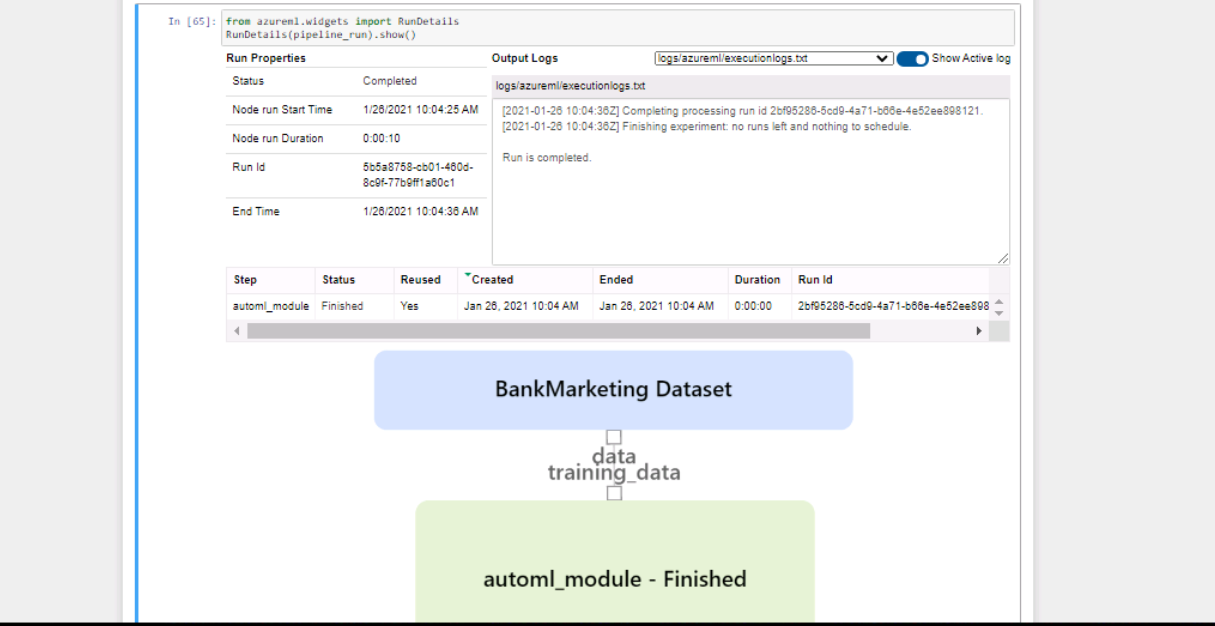 In [65]: from azureml.widgets import RunDetails
RunDetails(pipeline_run).show()
Run Properties
Status Completed
Node run Start Time 1/26/2021 10:04:25 AM
Node run Duration 0:00:10
Run Id 5b5a8758-cb01-460d-
8c9f-77b9ff1a60c1
End Time 1/26/2021 10:04:36 AM
Output Logs logs/azureml/executionlogs.txt Show Active log
logs/azureml/executionlogs.txt
[2021-01-26 10:04:36Z] Completing processing run id 2bf95286-5cd9-4a71-b66e-4e52ee898121.
[2021-01-26 10:04:36Z] Finishing experiment: no runs left and nothing to schedule.
Run is completed.
Step Status Reused Created Ended Duration Run Id
automl_module Finished Yes Jan 26, 2021 10:04 AM Jan 26, 2021 10:04 AM 0:00:00 2bf95286-5cd9-4a71-b66e-4e52ee898
BankMarketing Dataset
data
training_data
automl_module - Finished